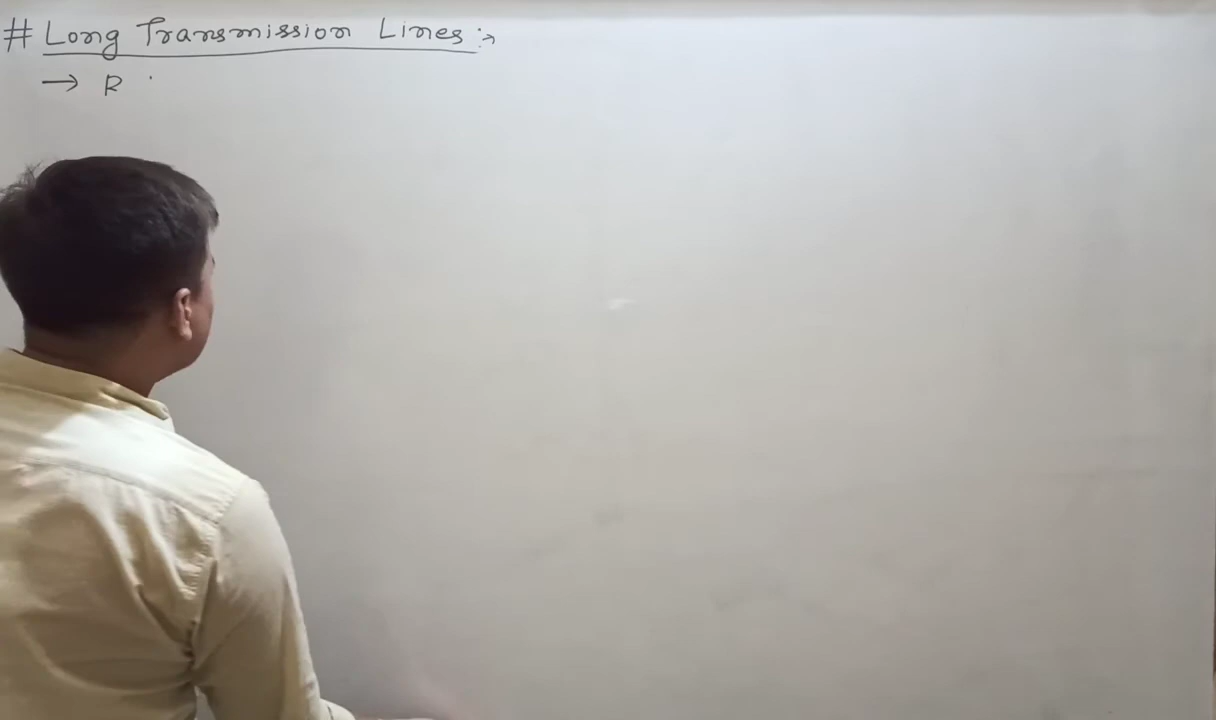 # Long Transmission Lines :→
→ R